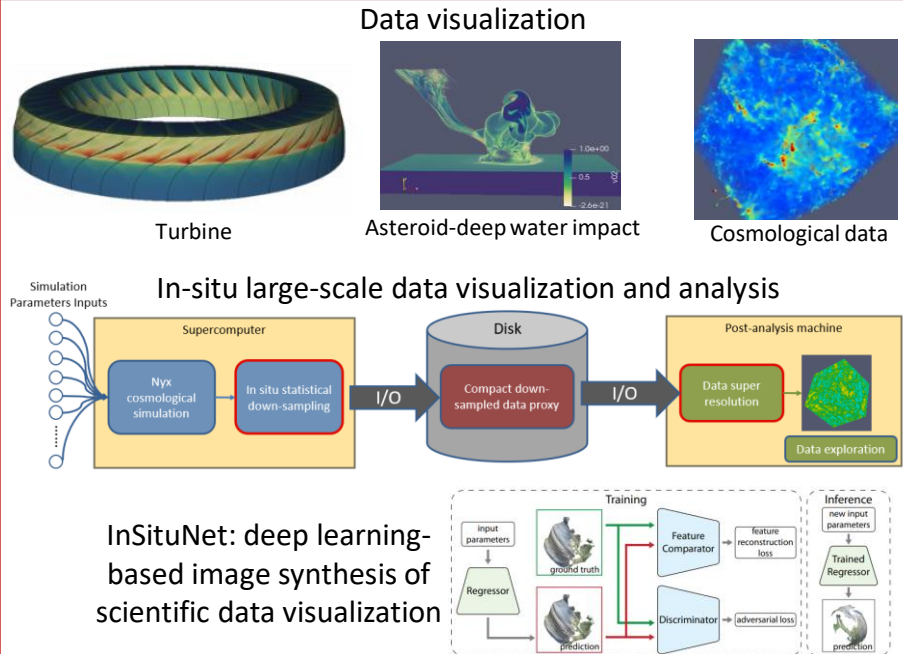 Data visualization
1.0e+00
0.5
v02
-2.6e-21
Turbine
Asteroid-deep water impact
Cosmological data
In-situ large-scale data visualization and analysis
Simulation
Parameters Inputs
Supercomputer
Nyx
cosmological
simulation
In situ statistical
down-sampling
I/O
Disk
Compact down-
sampled data proxy
I/O
Post-analysis machine
Data super
resolution
Data exploration
InSituNet: deep learning-
based image synthesis of
scientific data visualization
Training
input
parameters
Regressor
ground truth
prediction
Feature
Comparator
feature
reconstruction
loss
Discriminator
adversarial loss
Inference
new input
parameters
Trained
Regressor
prediction